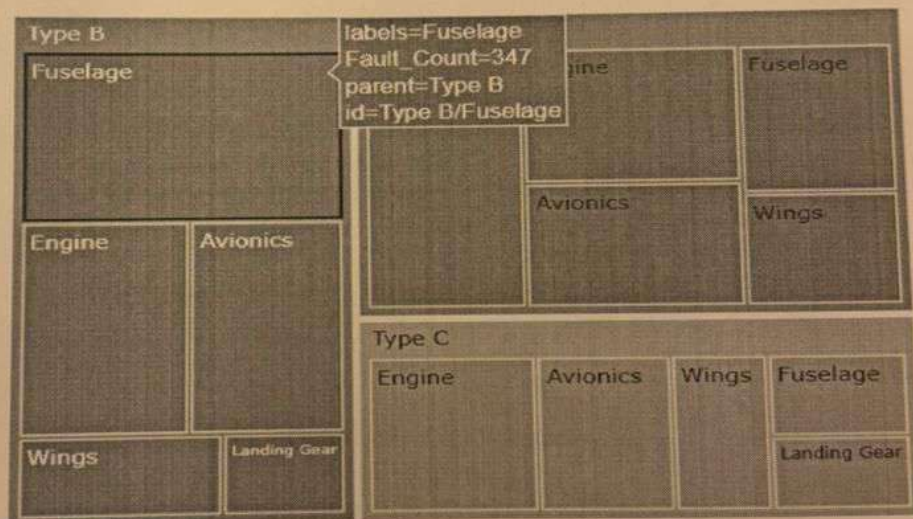 Type B
Fuselage
labels=Fuselage
Fault_Count=347
parent=Type B
id=Type B/Fuselage
Engine
Avionics
Wings
Landing Gear
Fuselage
Avionics
Wings
Type C
Engine
Avionics
Wings
Fuselage
Landing Gear